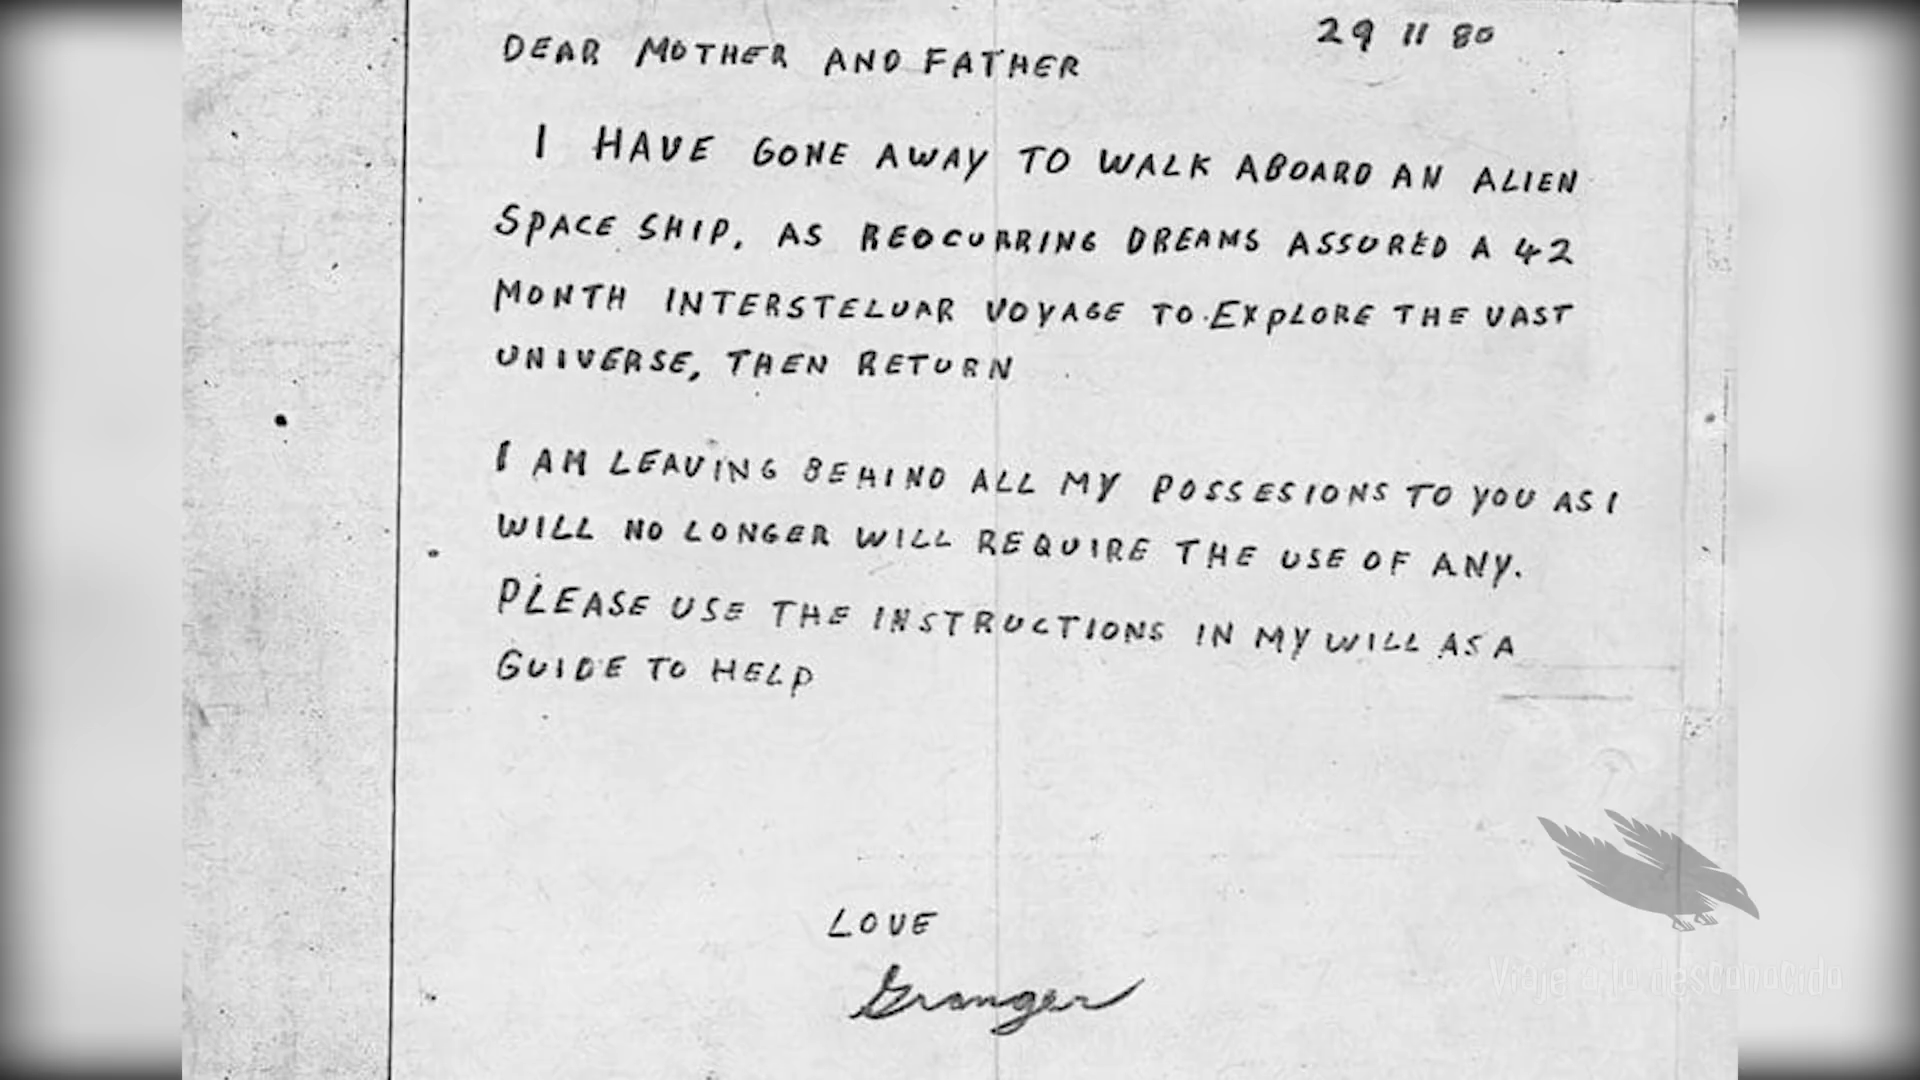 29 11 80
DEAR MOTHER AND FATHER
I HAVE GONE AWAY TO WALK ABOARD AN ALIEN
SPACE SHIP, AS REOCURRING DREAMS ASSURED A 42
MONTH INTERSTELUAR VOYAGE TO EXPLORE THE VAST
UNIVERSE, THEN RETURN
I AM LEAVING BEHIND ALL MY POSSESIONS TO YOU AS I
WILL NO LONGER WILL REQUIRE THE USE OF ANY.
PLEASE USE THE INSTRUCTIONS IN MY WILL AS A
GUIDE TO HELP
LOVE
Granger
Viaje a lo desconocido